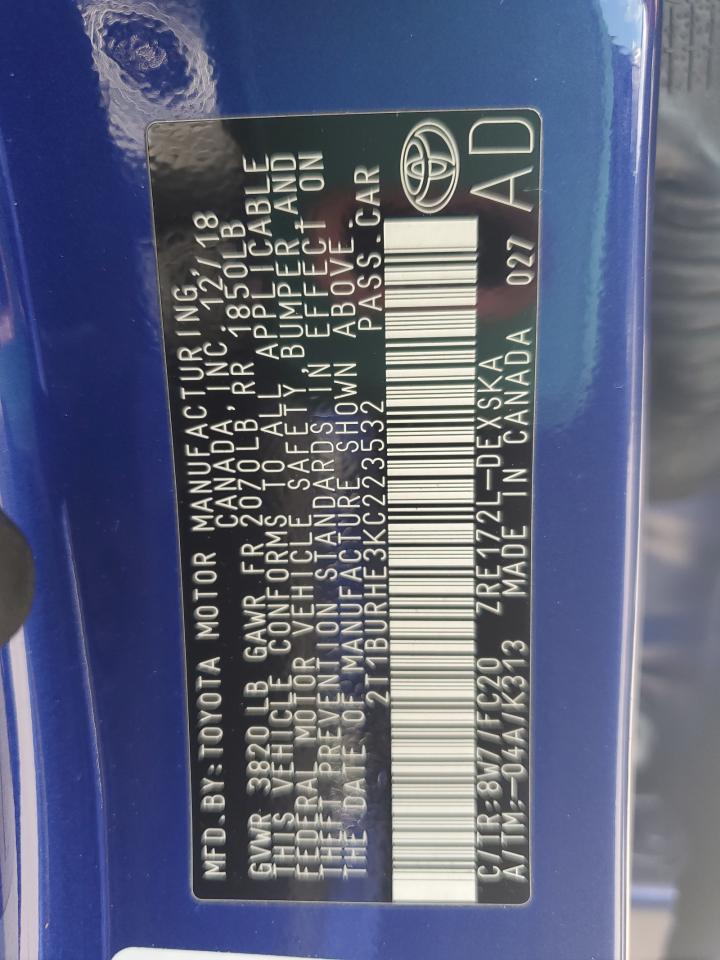 MFD.BY:TOYOTA MOTOR MANUFACTURING,
CANADA, INC. 12/18
GVWR 3820LB GAWR FR 2070LB, RR 1850LB
THIS VEHICLE CONFORMS TO ALL APPLICABLE
FEDERAL MOTOR VEHICLE SAFETY, BUMPER, AND
THEFT PREVENTION STANDARDS IN EFFECT ON
THE DATE OF MANUFACTURE SHOWN ABOVE.
2T1BURHE3KC223532 PASS.CAR
C/TR:8W7/FC20 ZRE172L-DEXSKA 027
A/TM:-04A/K313 MADE IN CANADA AD